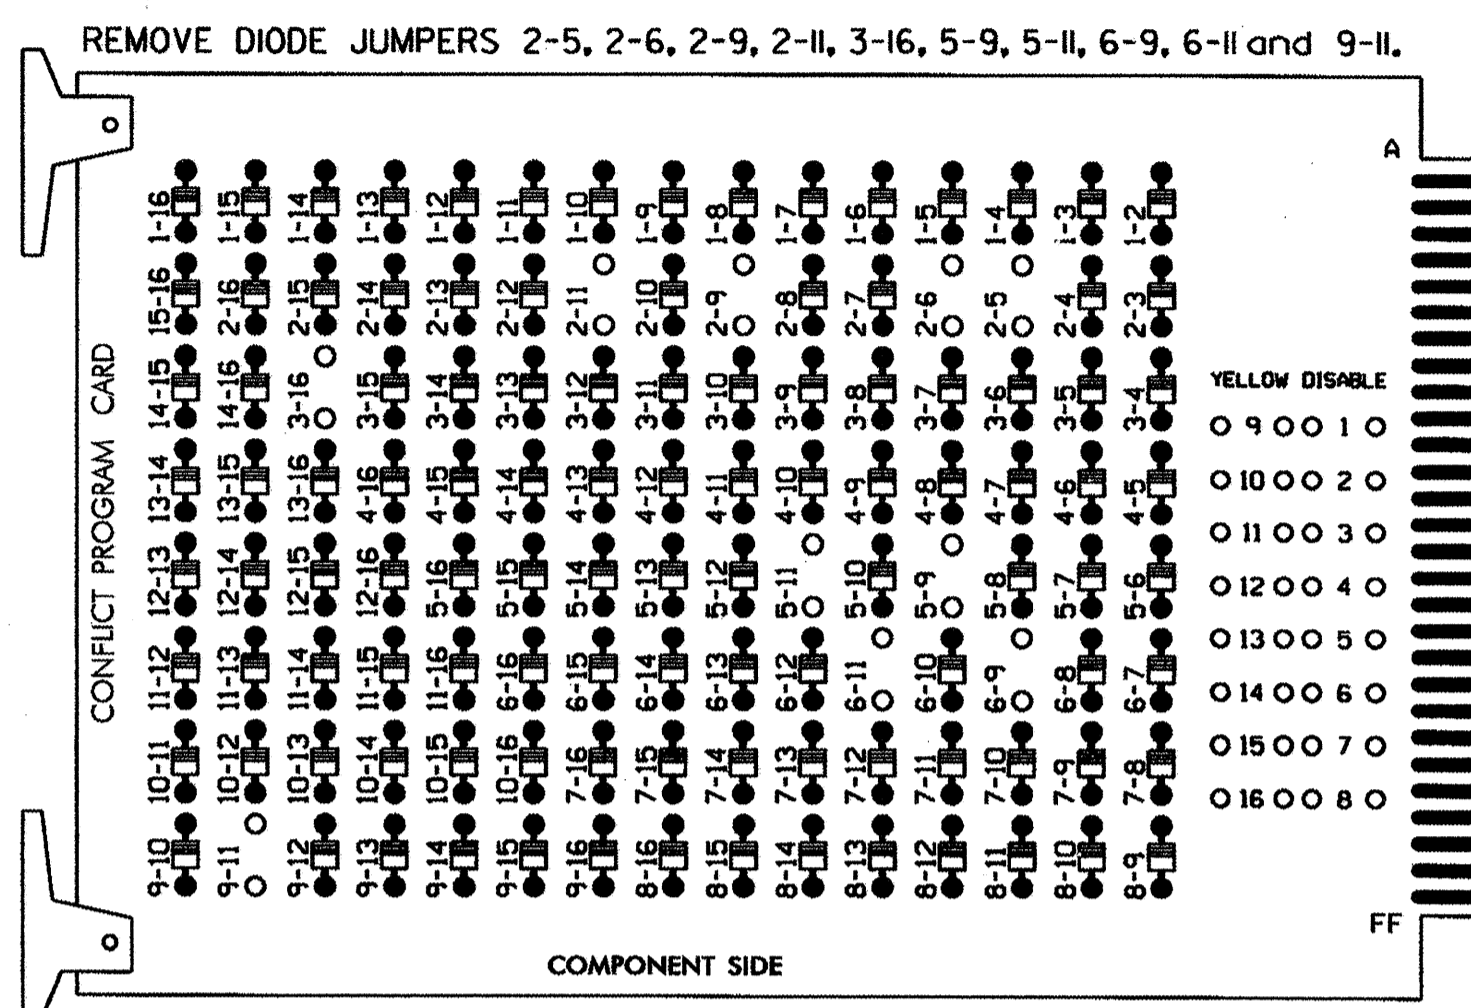 REMOVE DIODE JUMPERS 2-5, 2-6, 2-9, 2-11, 3-16, 5-9, 5-11, 6-9, 6-11 and 9-11.
A
1-16 1-15 1-14 1-13 1-12 1-11 1-10 1-9 1-8 1-7 1-6 1-5 1-4 1-3 1-2
15-16 2-16 2-15 2-14 2-13 2-12 2-11 2-10 2-9 2-8 2-7 2-6 2-5 2-4 2-3
14-15 14-16 3-16 3-15 3-14 3-13 3-12 3-11 3-10 3-9 3-8 3-7 3-6 3-5 3-4
13-14 13-15 13-16 4-16 4-15 4-14 4-13 4-12 4-11 4-10 4-9 4-8 4-7 4-6 4-5
12-13 12-14 12-15 12-16 5-16 5-15 5-14 5-13 5-12 5-11 5-10 5-9 5-8 5-7 5-6
11-12 11-13 11-14 11-15 11-16 6-16 6-15 6-14 6-13 6-12 6-11 6-10 6-9 6-8 6-7
10-11 10-12 10-13 10-14 10-15 10-16 7-16 7-15 7-14 7-13 7-12 7-11 7-10 7-9 7-8
9-10 9-11 9-12 9-13 9-14 9-15 9-16 8-16 8-15 8-14 8-13 8-12 8-11 8-10 8-9
CONFLICT PROGRAM CARD
YELLOW DISABLE
9 1
10 2
11 3
12 4
13 5
14 6
15 7
16 8
FF
COMPONENT SIDE